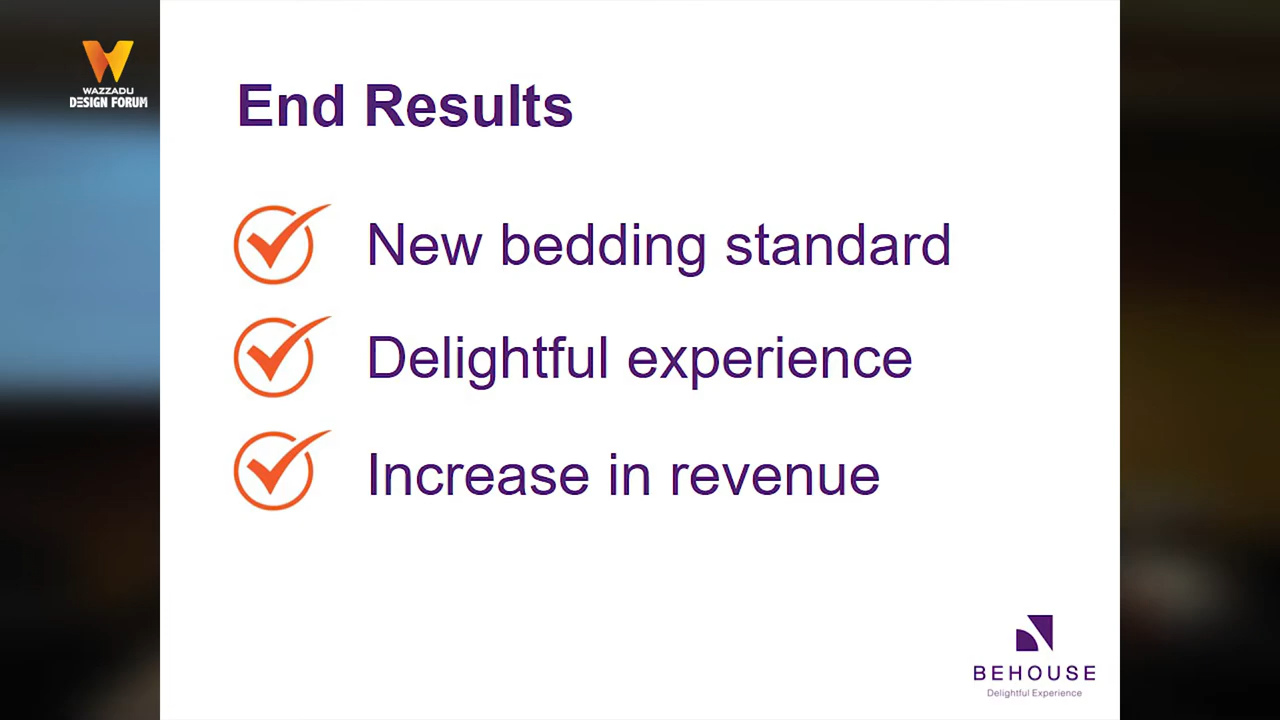 WAZZADU
DESIGN FORUM
End Results
New bedding standard
Delightful experience
Increase in revenue
BEHOUSE
Delightful Experience